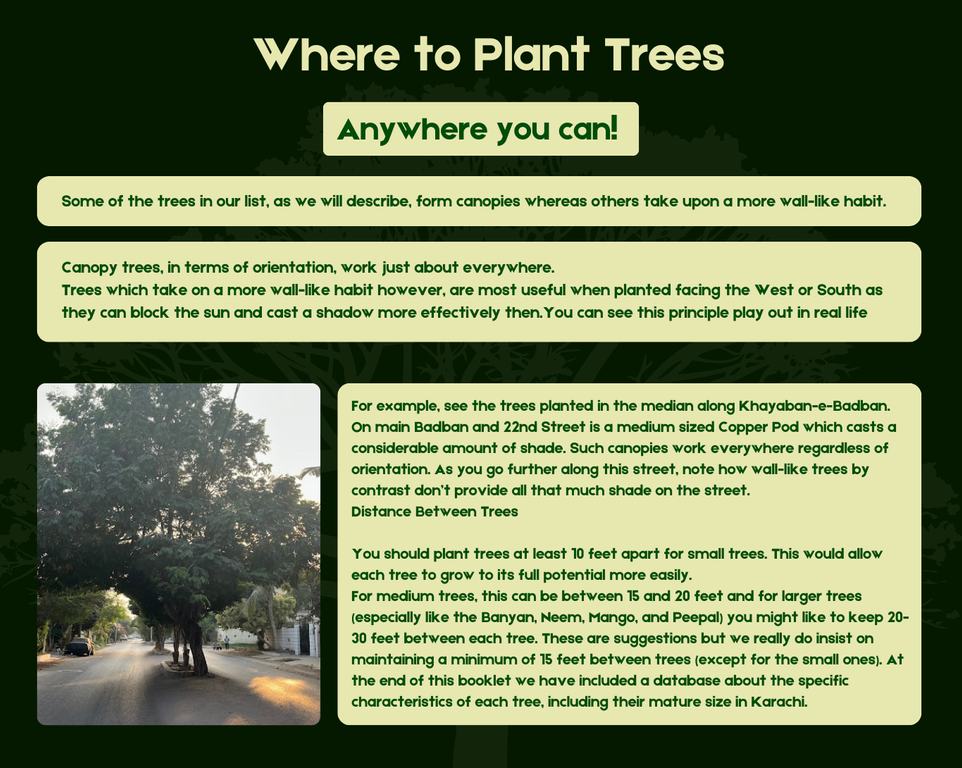 Where to Plant Trees
Anywhere you can!
Some of the trees in our list, as we will describe, form canopies whereas others take upon a more wall-like habit.
Canopy trees, in terms of orientation, work just about everywhere.
Trees which take on a more wall-like habit however, are most useful when planted facing the West or South as
they can block the sun and cast a shadow more effectively then.You can see this principle play out in real life
For example, see the trees planted in the median along Khayaban-e-Badban.
On main Badban and 22nd Street is a medium sized Copper Pod which casts a
considerable amount of shade. Such canopies work everywhere regardless of
orientation. As you go further along this street, note how wall-like trees by
contrast don't provide all that much shade on the street.
Distance Between Trees
You should plant trees at least 10 feet apart for small trees. This would allow
each tree to grow to its full potential more easily.
For medium trees, this can be between 15 and 20 feet and for larger trees
(especially like the Banyan, Neem, Mango, and Peepal) you might like to keep 20-
30 feet between each tree. These are suggestions but we really do insist on
maintaining a minimum of 15 feet between trees (except for the small ones). At
the end of this booklet we have included a database about the specific
characteristics of each tree, including their mature size in Karachi.